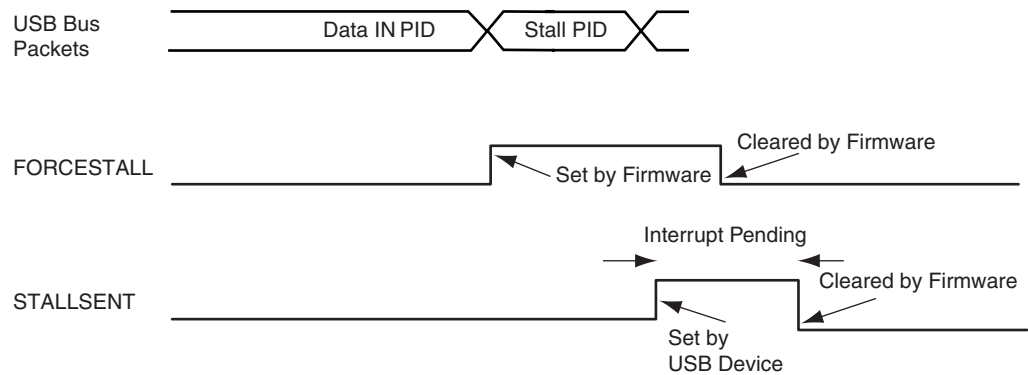 USB Bus
Packets
Data IN PID
Stall PID
FORCESTALL
Set by Firmware
Cleared by Firmware
Interrupt Pending
STALLSENT
Cleared by Firmware
Set by
USB Device